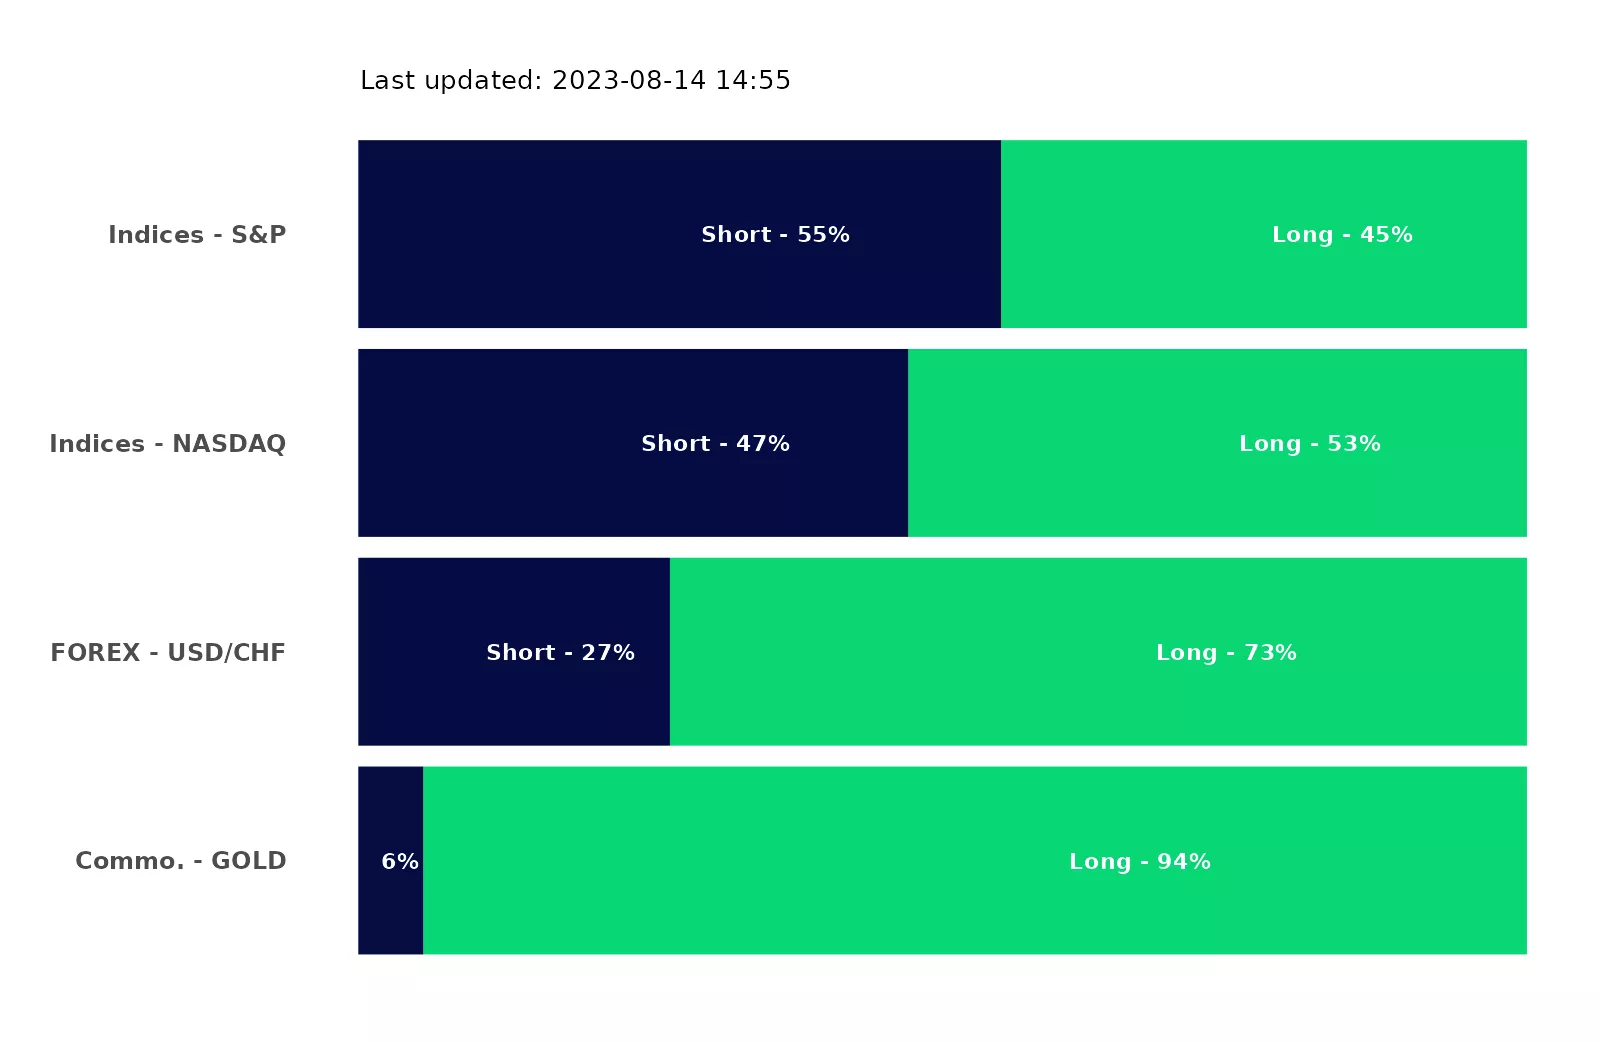 Last updated: 2023-08-14 14:55
Indices - S&P
Short - 55%
Long - 45%
Indices - NASDAQ
Short - 47%
Long - 53%
FOREX - USD/CHF
Short - 27%
Long - 73%
Commo. - GOLD
6%
Long - 94%